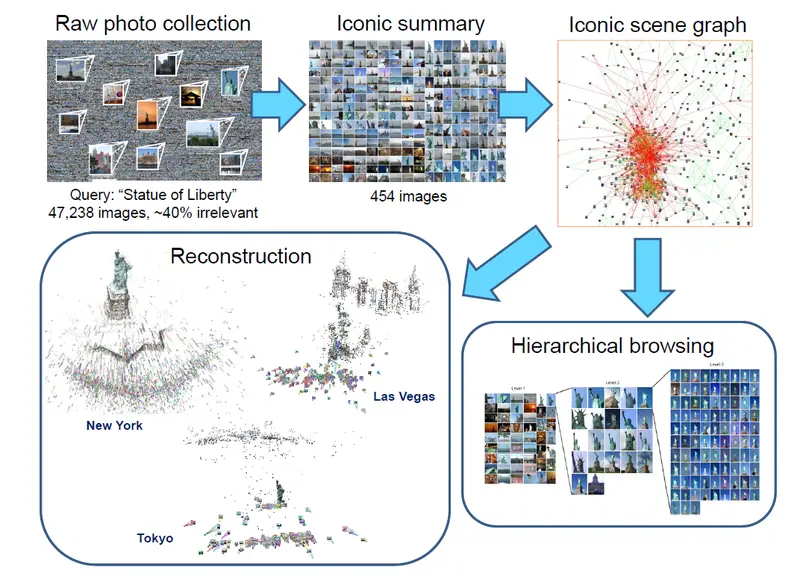 Raw photo collection
Iconic summary
Iconic scene graph
Query: “Statue of Liberty”
47,238 images, ~40% irrelevant
454 images
Reconstruction
New York
Las Vegas
Tokyo
Hierarchical browsing
Level 1
Level 2
Level 3